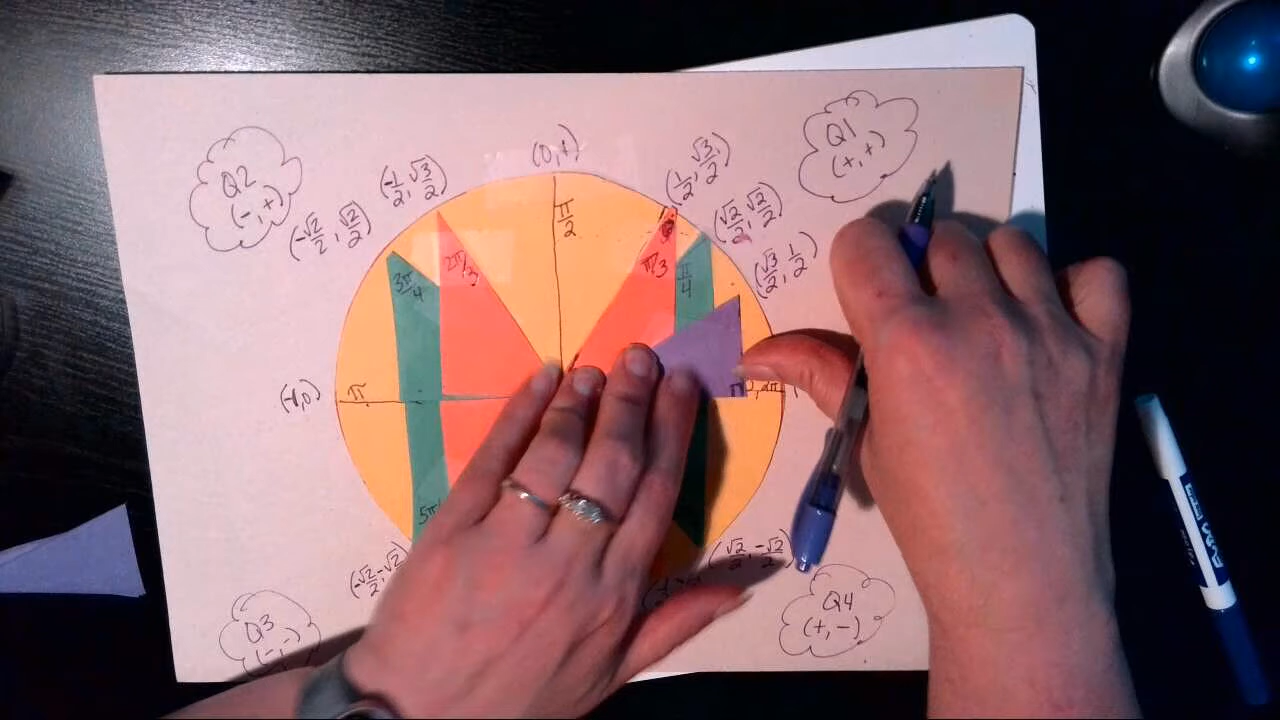 (0,1)
(-1/2, √3/2)
(1/2, √3/2)
Q1
(+,+)
Q2
(-,+)
(-√2/2, √2/2)
(√2/2, √2/2)
(√3/2, 1/2)
π/2
2π/3
π/3
3π/4
π/4
(-1,0)
π
(-√2/2, -√2/2)
(√2/2, -√2/2)
Q3
(-,-)
Q4
(+,-)